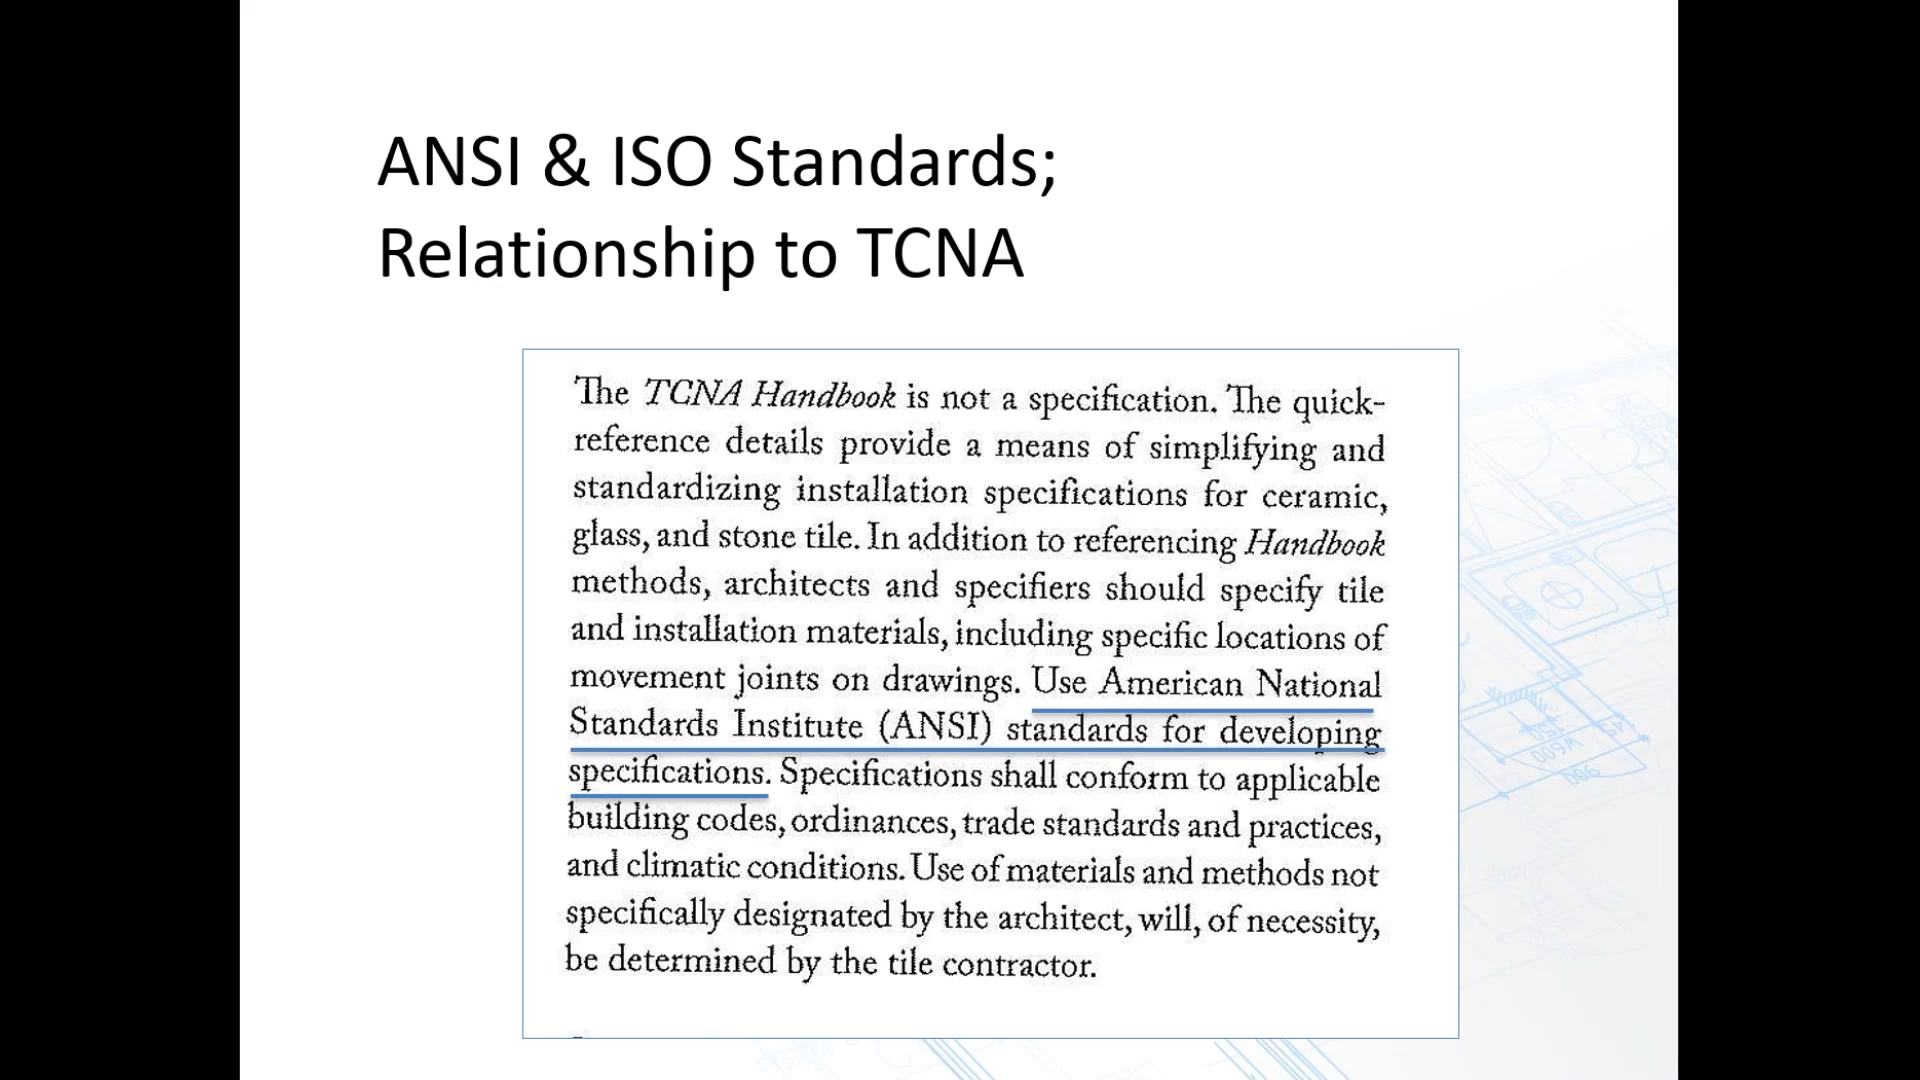 ANSI & ISO Standards;
Relationship to TCNA
The TCNA Handbook is not a specification. The quick-
reference details provide a means of simplifying and
standardizing installation specifications for ceramic,
glass, and stone tile. In addition to referencing Handbook
methods, architects and specifiers should specify tile
and installation materials, including specific locations of
movement joints on drawings. Use American National
Standards Institute (ANSI) standards for developing
specifications. Specifications shall conform to applicable
building codes, ordinances, trade standards and practices,
and climatic conditions. Use of materials and methods not
specifically designated by the architect, will, of necessity,
be determined by the tile contractor.